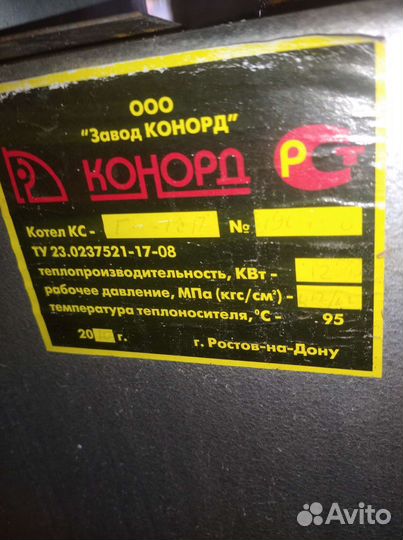 ООО
"Завод КОНОРД"
КОНОРД РСТ
Котел КС - №
ТУ 23.0237521-17-08
теплопроизводительность, КВт -
рабочее давление, МПа (кгс/см²) -
температура теплоносителя, °С - 95
20 г. г. Ростов-на-Дону
Avito